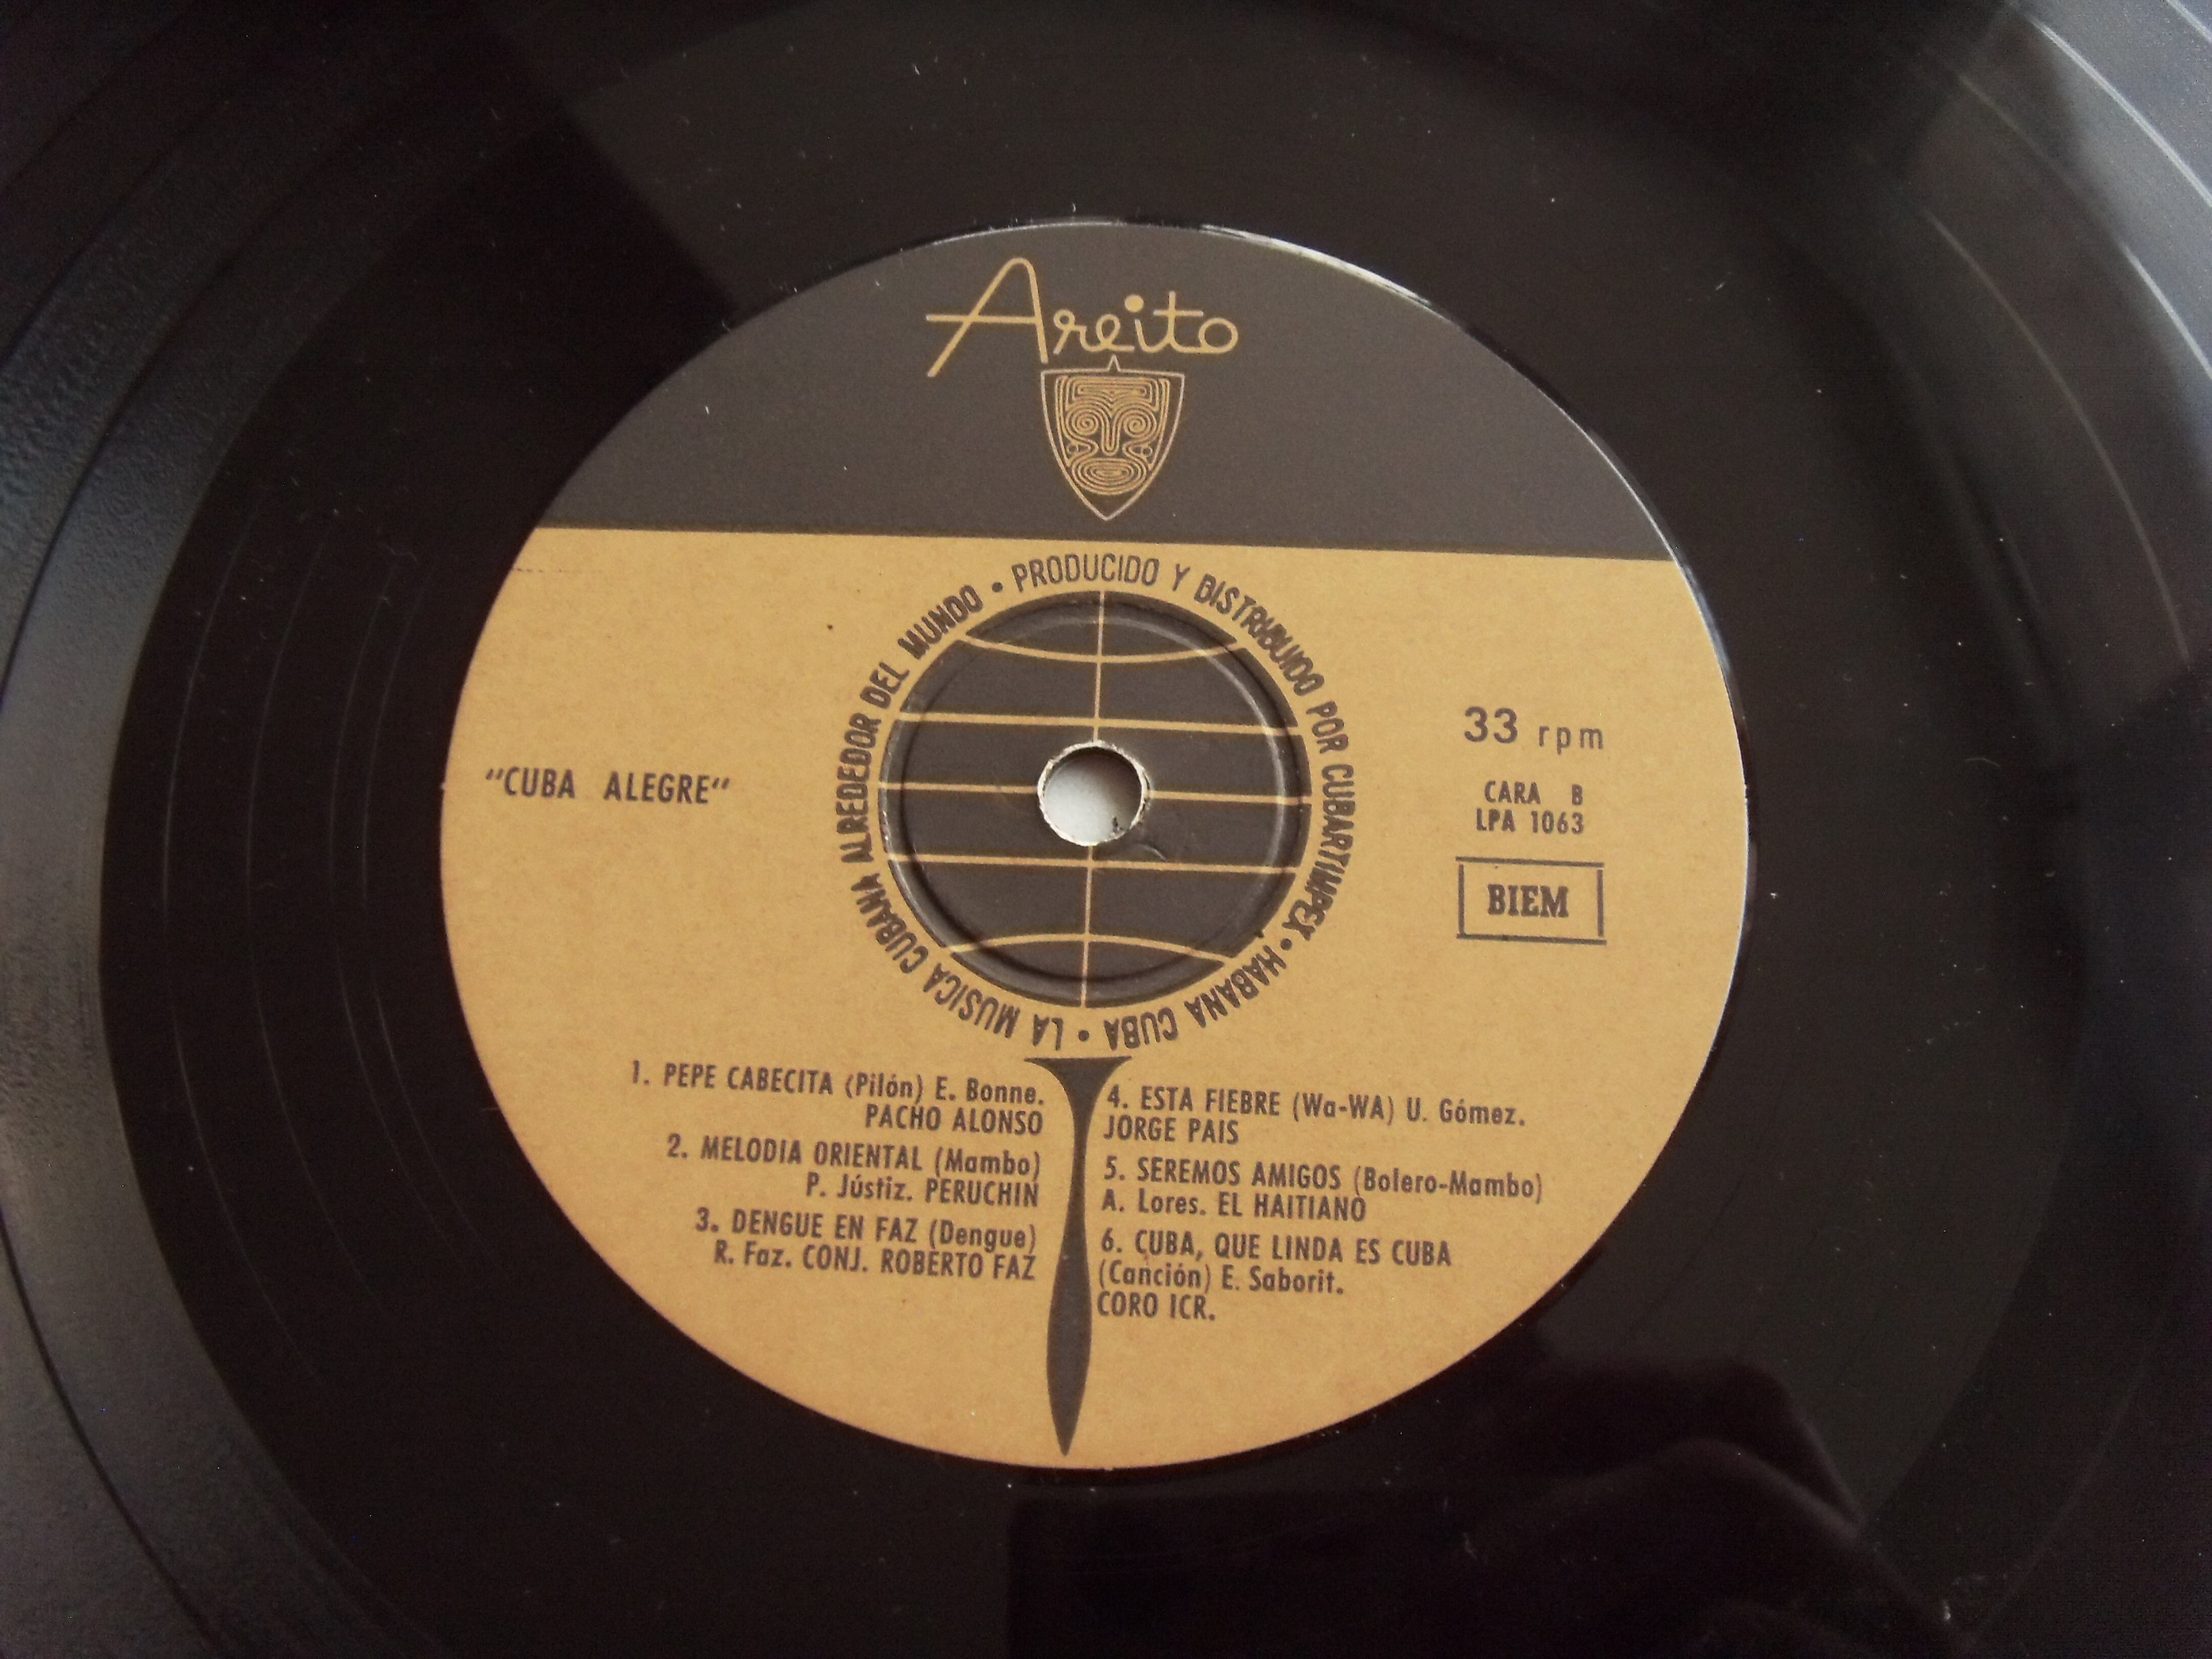 Areito
PRODUCIDO Y DISTRIBUIDO POR CUBARTIMPEX • HABANA CUBA • LA MUSICA CUBANA ALREDEDOR DEL MUNDO •
"CUBA ALEGRE"
33 rpm
CARA B
LPA 1063
BIEM
1. PEPE CABECITA (Pilón) E. Bonne.
PACHO ALONSO
2. MELODIA ORIENTAL (Mambo)
P. Jústiz. PERUCHIN
3. DENGUE EN FAZ (Dengue)
R. Faz. CONJ. ROBERTO FAZ
4. ESTA FIEBRE (Wa-WA) U. Gómez.
JORGE PAIS
5. SEREMOS AMIGOS (Bolero-Mambo)
A. Lores. EL HAITIANO
6. CUBA, QUE LINDA ES CUBA
(Canción) E. Saborit.
CORO ICR.